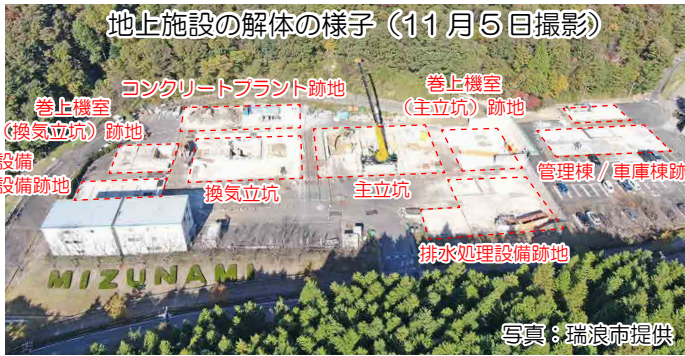 地上施設の解体の様子（11月５日撮影）
コンクリートプラント跡地
巻上機室
（換気立坑）跡地
巻上機室
（主立坑）跡地
設備
設備跡地
換気立坑
主立坑
管理棟／車庫棟跡
排水処理設備跡地
MIZUNAMI
写真：瑞浪市提供